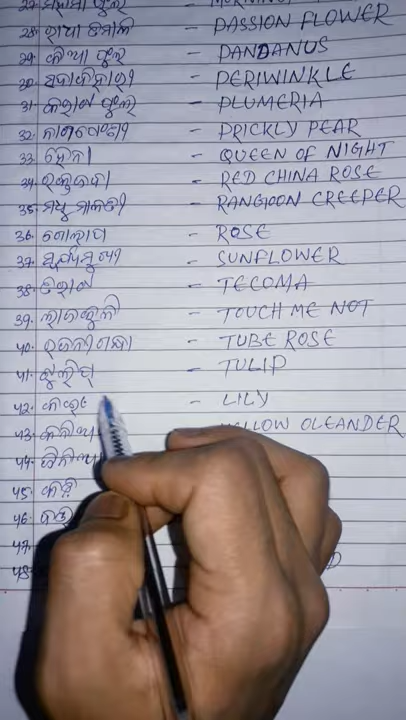 28. ରାଧା ତମାଳି - PASSION FLOWER
29. କିଆ ଫୁଲ - PANDANUS
30. ସଦାବିହାରୀ - PERIWINKLE
31. କାଠ ଫୁଲ - PLUMERIA
32. ନାଗଫେଣୀ - PRICKLY PEAR
33. ହେନା - QUEEN OF NIGHT
34. ରକ୍ତଜବା - RED CHINA ROSE
35. ମଧୁମାଳତୀ - RANGOON CREEPER
36. ଗୋଲାପ - ROSE
37. ସୂର୍ଯ୍ୟମୁଖୀ - SUNFLOWER
38. - TECOMA
39. ଲାଜକୁଳି - TOUCH ME NOT
40. ରଜନୀଗନ୍ଧା - TUBE ROSE
41. ଟୁଲିପ୍ - TULIP
42. - LILY
43. OLEANDER
44.
45.
46.
47.
48.